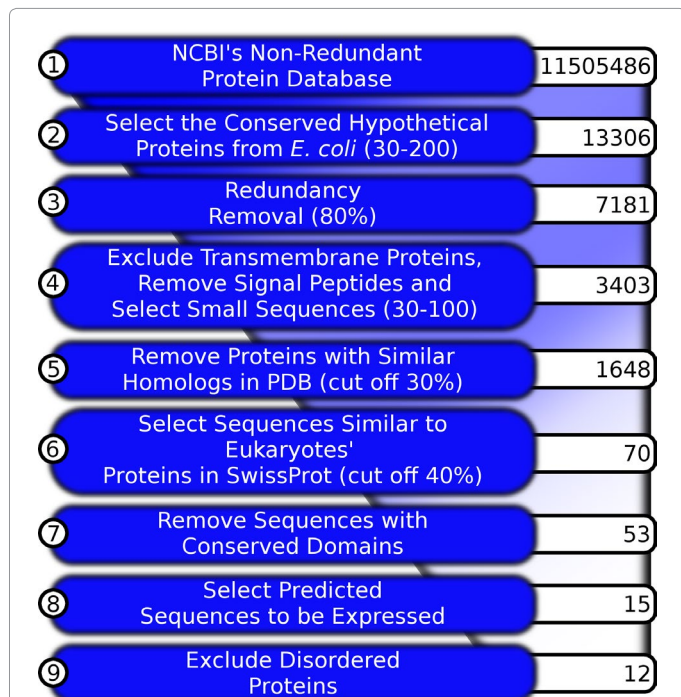 1
NCBI's Non-Redundant
Protein Database
11505486
2
Select the Conserved Hypothetical
Proteins from E. coli (30-200)
13306
3
Redundancy
Removal (80%)
7181
4
Exclude Transmembrane Proteins,
Remove Signal Peptides and
Select Small Sequences (30-100)
3403
5
Remove Proteins with Similar
Homologs in PDB (cut off 30%)
1648
6
Select Sequences Similar to
Eukaryotes'
Proteins in SwissProt (cut off 40%)
70
7
Remove Sequences with
Conserved Domains
53
8
Select Predicted
Sequences to be Expressed
15
9
Exclude Disordered
Proteins
12